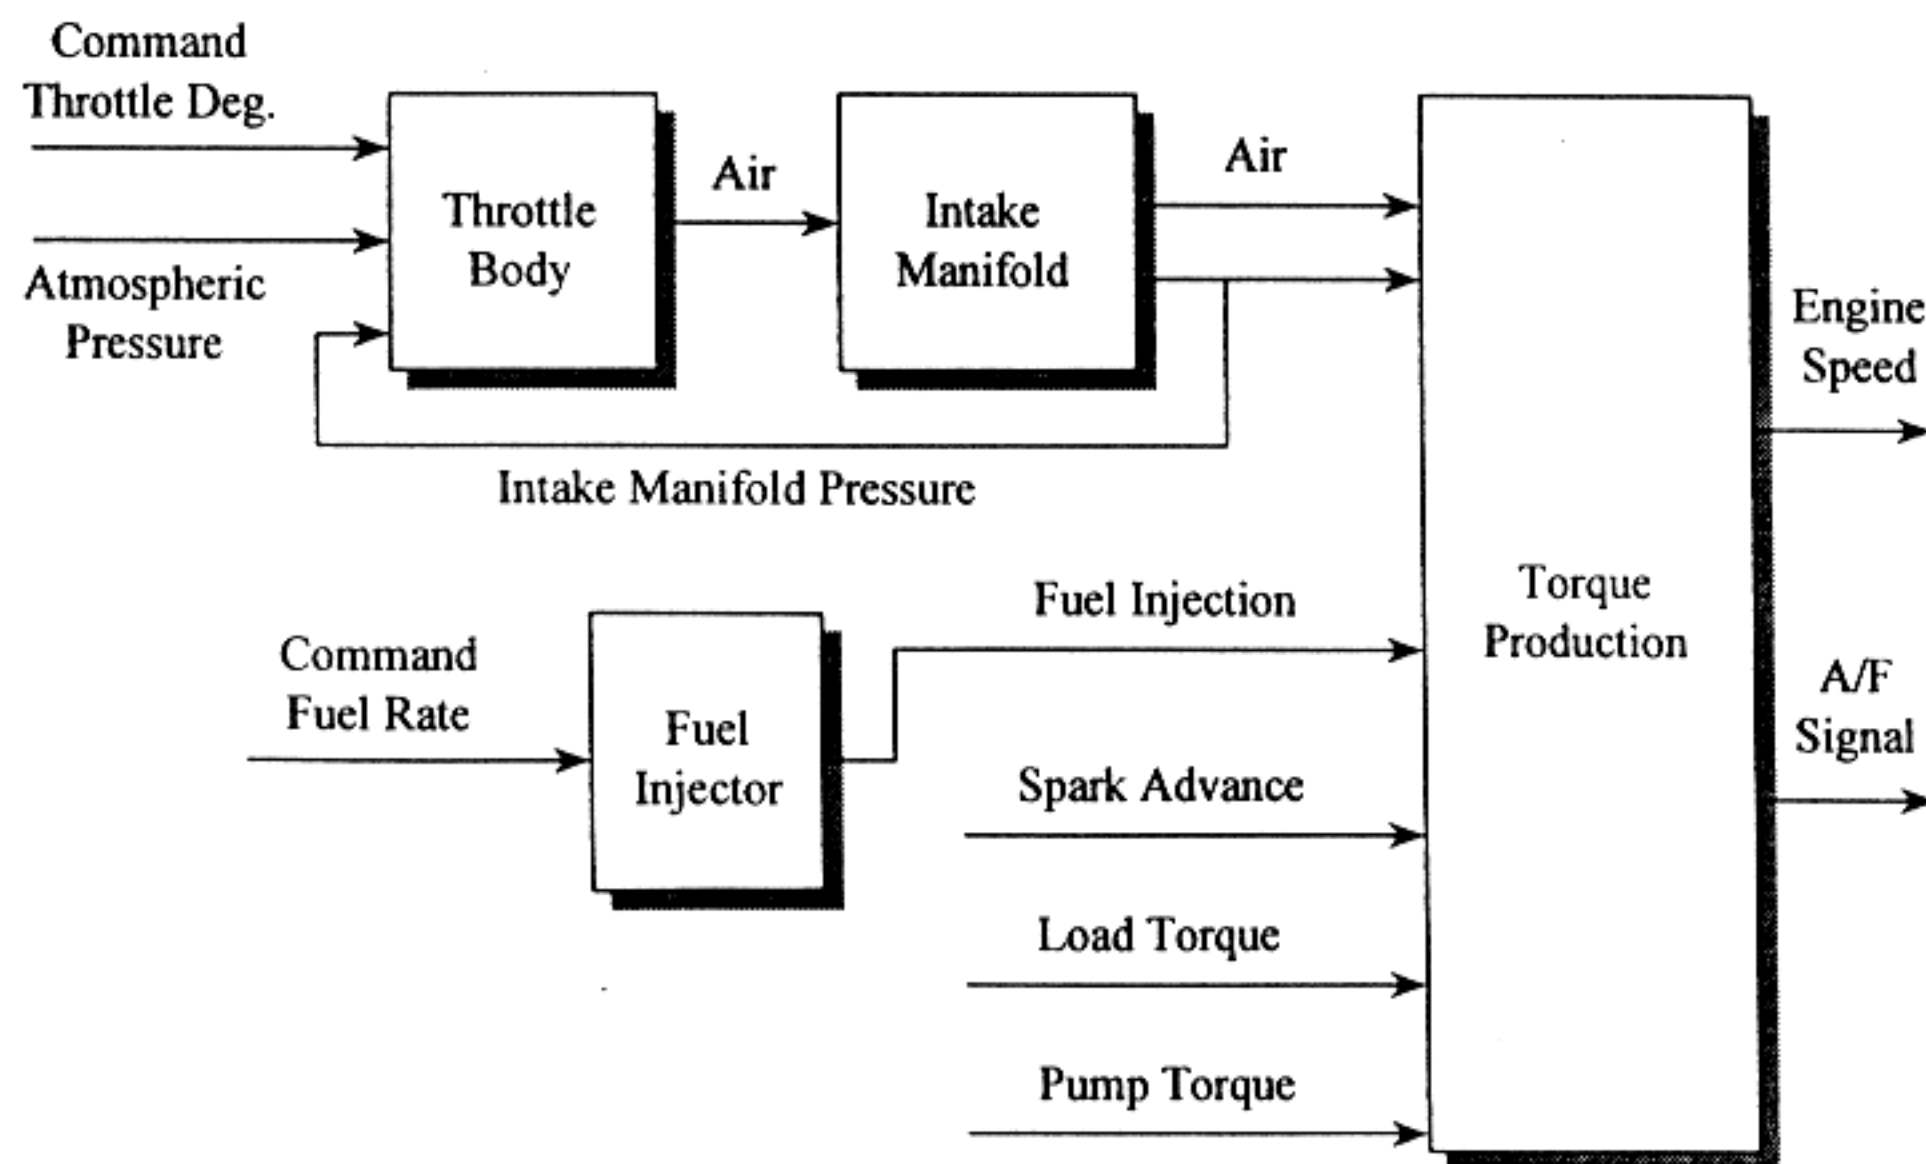 Command
Throttle Deg.
Atmospheric
Pressure
Throttle
Body
Air
Intake
Manifold
Air
Intake Manifold Pressure
Command
Fuel Rate
Fuel
Injector
Fuel Injection
Spark Advance
Load Torque
Pump Torque
Torque
Production
Engine
Speed
A/F
Signal